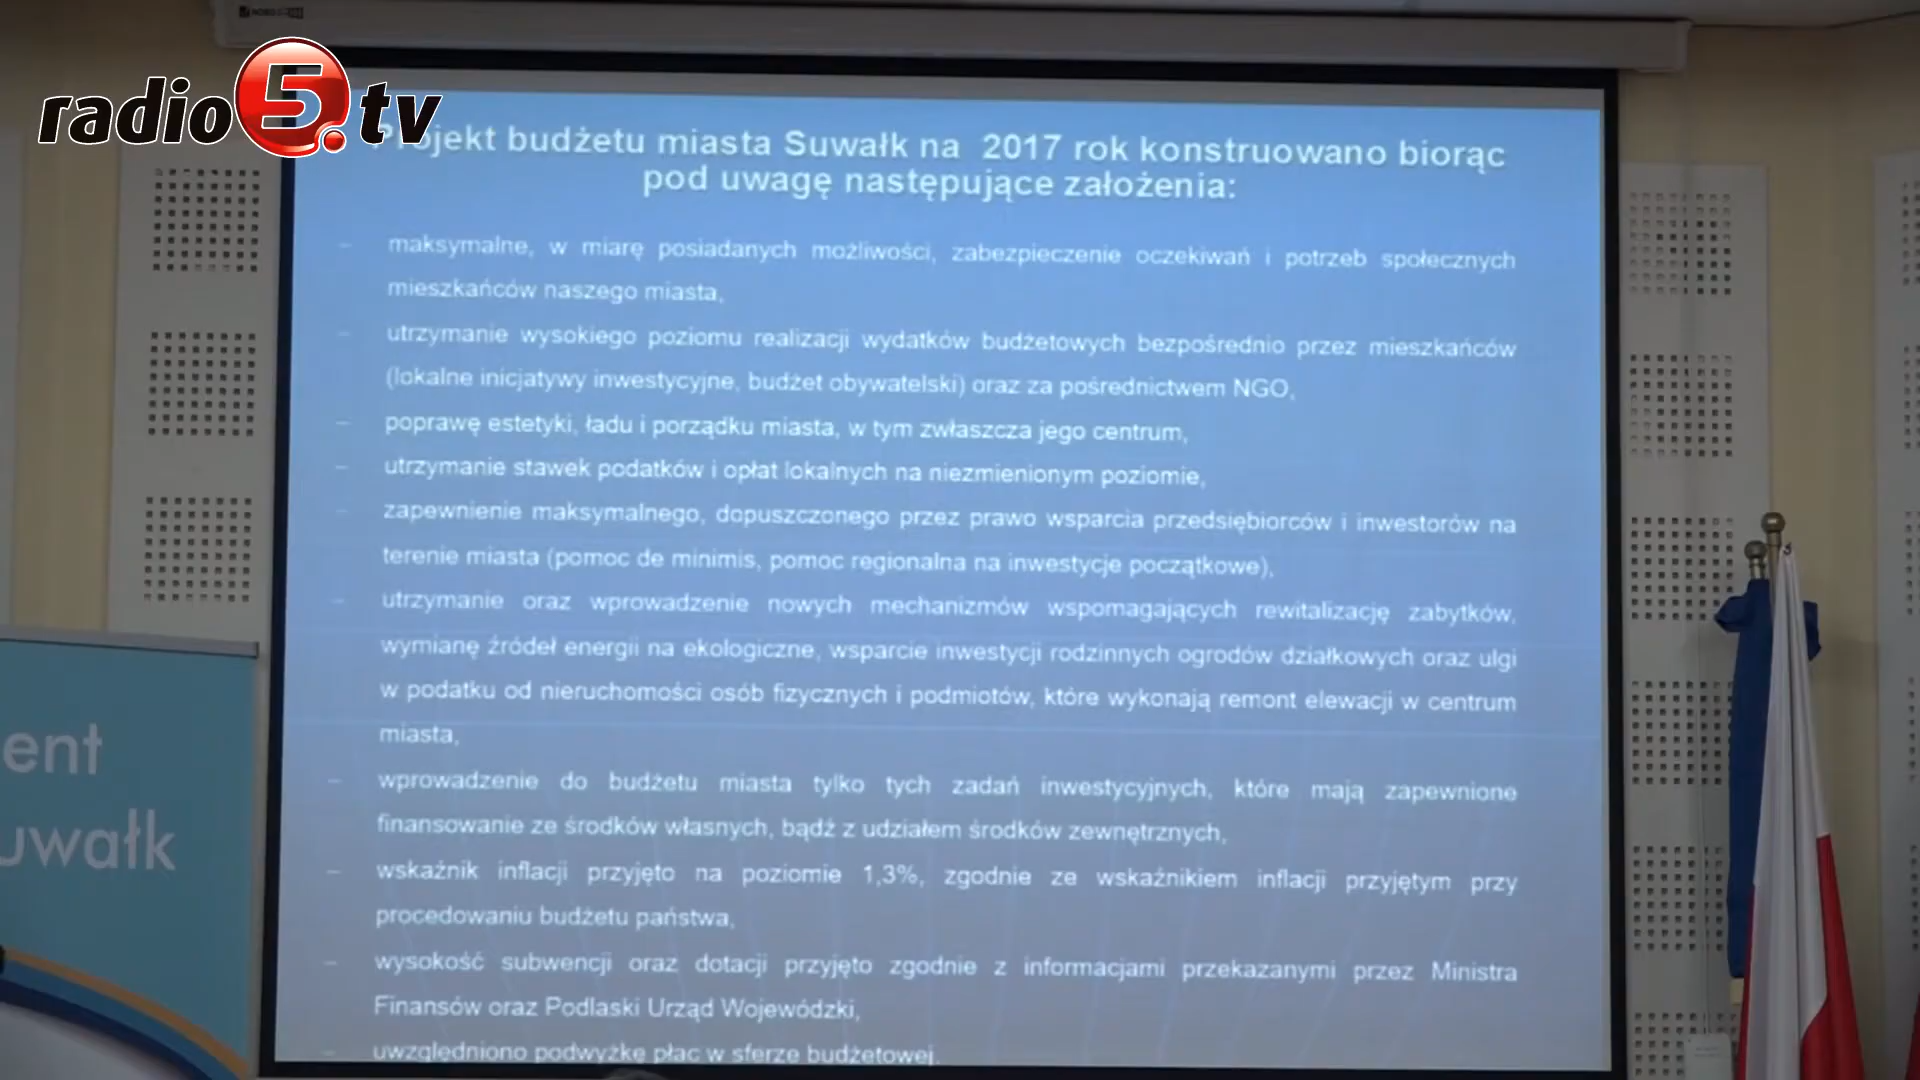 radio5.tv
Projekt budżetu miasta Suwałk na 2017 rok konstruowano biorąc
pod uwagę następujące założenia:
– maksymalne, w miarę posiadanych możliwości, zabezpieczenie oczekiwań i potrzeb społecznych
mieszkańców naszego miasta,
– utrzymanie wysokiego poziomu realizacji wydatków budżetowych bezpośrednio przez mieszkańców
(lokalne inicjatywy inwestycyjne, budżet obywatelski) oraz za pośrednictwem NGO,
– poprawę estetyki, ładu i porządku miasta, w tym zwłaszcza jego centrum,
– utrzymanie stawek podatków i opłat lokalnych na niezmienionym poziomie,
– zapewnienie maksymalnego, dopuszczonego przez prawo wsparcia przedsiębiorców i inwestorów na
terenie miasta (pomoc de minimis, pomoc regionalna na inwestycje początkowe),
– utrzymanie oraz wprowadzenie nowych mechanizmów wspomagających rewitalizację zabytków,
wymianę źródeł energii na ekologiczne, wsparcie inwestycji rodzinnych ogrodów działkowych oraz ulgi
w podatku od nieruchomości osób fizycznych i podmiotów, które wykonają remont elewacji w centrum
miasta,
– wprowadzenie do budżetu miasta tylko tych zadań inwestycyjnych, które mają zapewnione
finansowanie ze środków własnych, bądź z udziałem środków zewnętrznych,
– wskaźnik inflacji przyjęto na poziomie 1,3%, zgodnie ze wskaźnikiem inflacji przyjętym przy
procedowaniu budżetu państwa,
– wysokość subwencji oraz dotacji przyjęto zgodnie z informacjami przekazanymi przez Ministra
Finansów oraz Podlaski Urząd Wojewódzki,
– uwzględniono podwyżkę płac w sferze budżetowej.
ent
uwałk